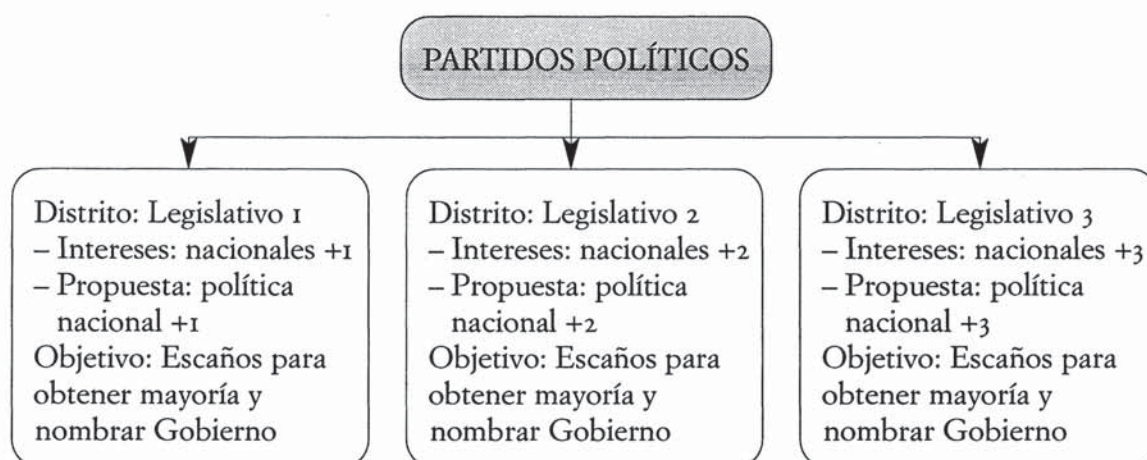 PARTIDOS POLÍTICOS
Distrito: Legislativo 1
– Intereses: nacionales +1
– Propuesta: política
nacional +1
Objetivo: Escaños para
obtener mayoría y
nombrar Gobierno
Distrito: Legislativo 2
– Intereses: nacionales +2
– Propuesta: política
nacional +2
Objetivo: Escaños para
obtener mayoría y
nombrar Gobierno
Distrito: Legislativo 3
– Intereses: nacionales +3
– Propuesta: política
nacional +3
Objetivo: Escaños para
obtener mayoría y
nombrar Gobierno